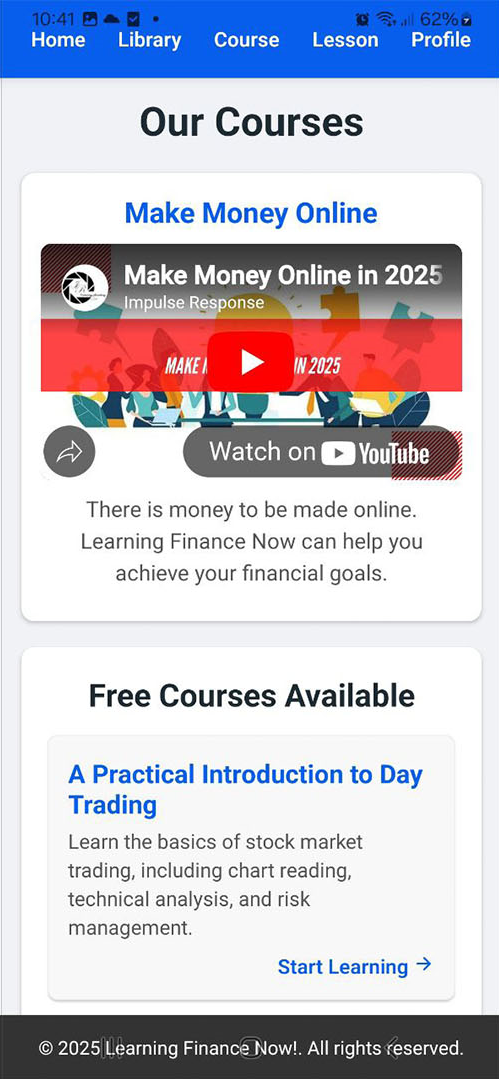 10:41 62%
Home Library Course Lesson Profile
Our Courses
Make Money Online
Make Money Online in 2025
Impulse Response
MAKE M IN 2025
Watch on YouTube
There is money to be made online.
Learning Finance Now can help you
achieve your financial goals.
Free Courses Available
A Practical Introduction to Day
Trading
Learn the basics of stock market
trading, including chart reading,
technical analysis, and risk
management.
Start Learning →
© 2025 Learning Finance Now!. All rights reserved.